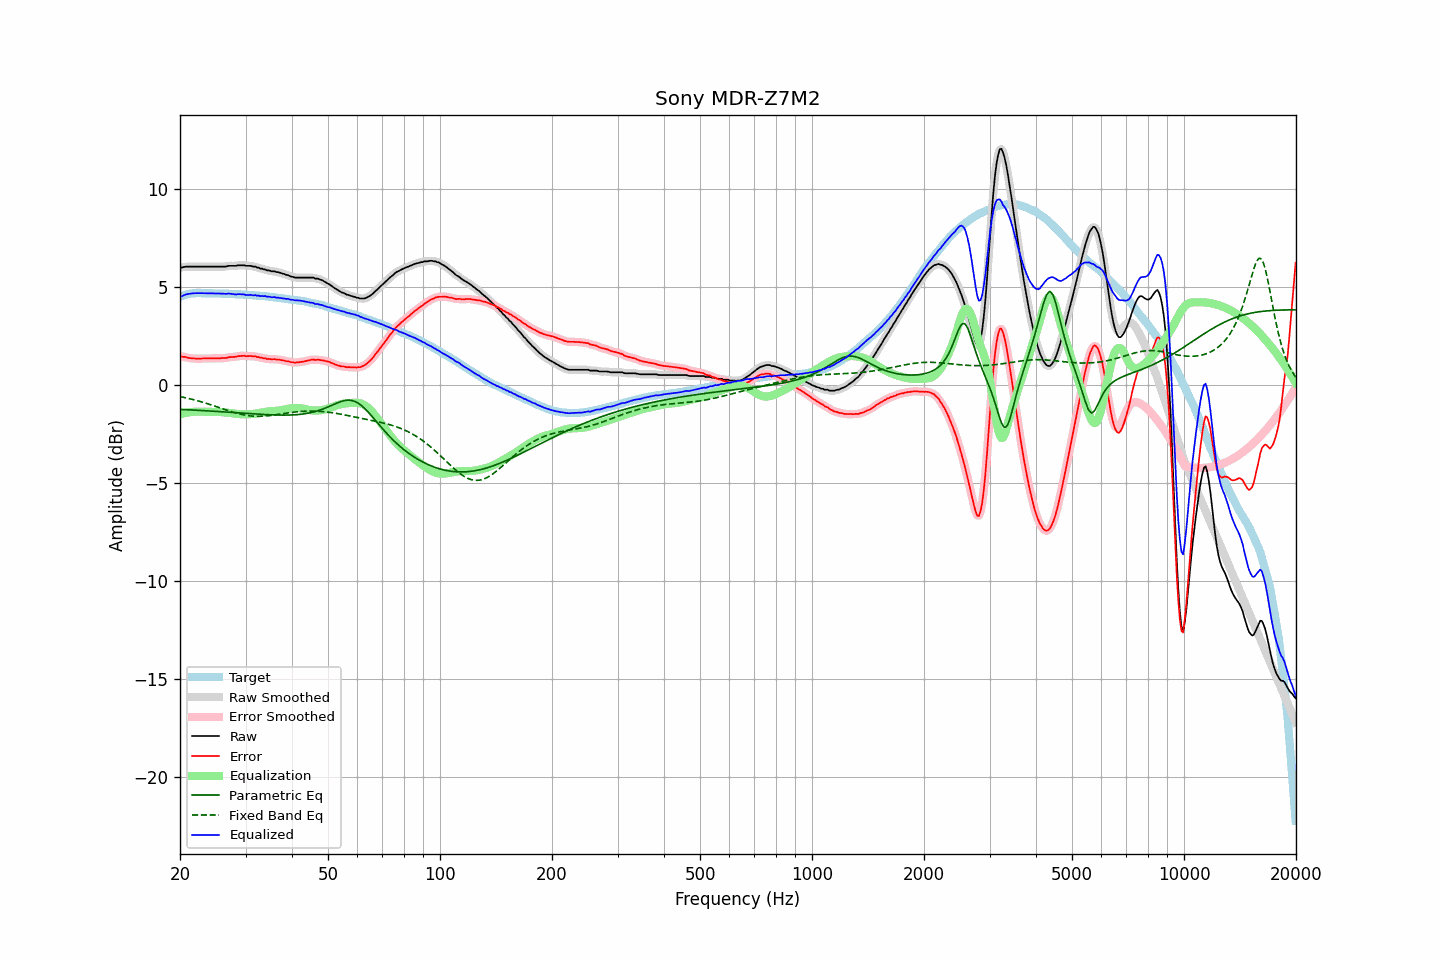 Sony MDR-Z7M2
Amplitude (dBr)
10
5
0
−5
−10
−15
−20
Target
Raw Smoothed
Error Smoothed
Raw
Error
Equalization
Parametric Eq
Fixed Band Eq
Equalized
20 50 100 200 500 1000 2000 5000 10000 20000
Frequency (Hz)